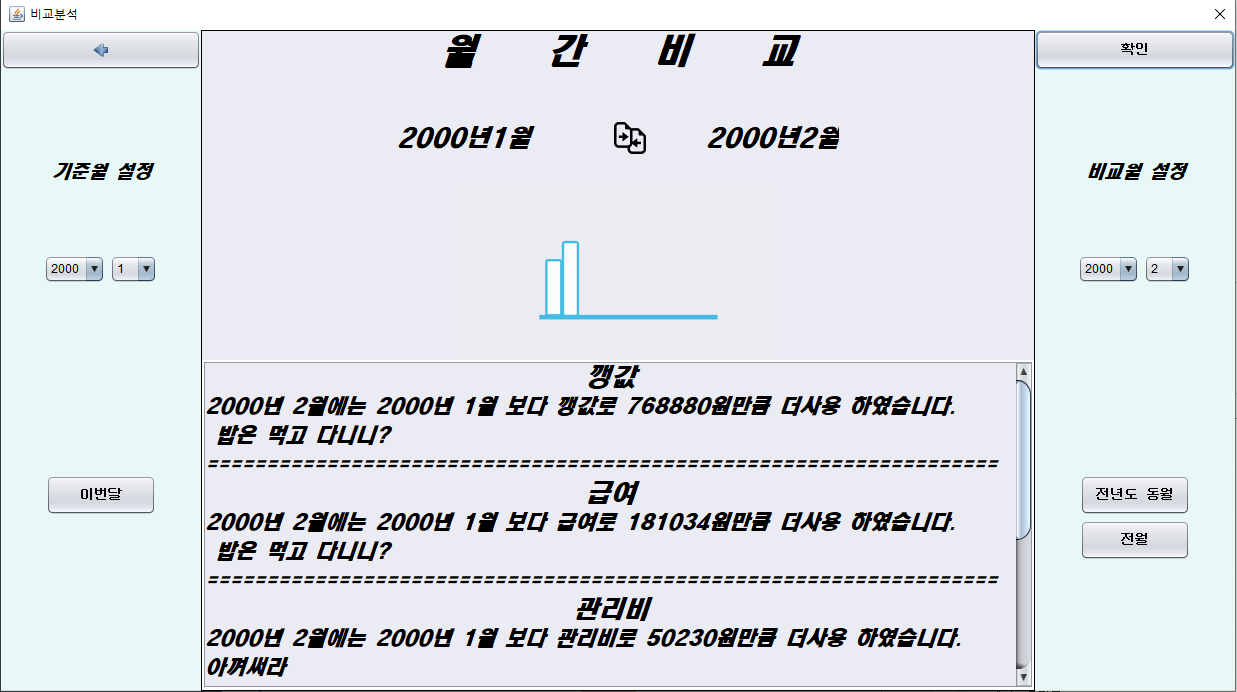 비교분석
월 간 비 교
확인
2000년1월
2000년2월
기준월 설정
비교월 설정
2000 1
2000 2
깽값
2000년 2월에는 2000년 1월 보다 깽값로 768880원만큼 더사용 하였습니다.
밥은 먹고 다니니?
==================================================================
급여
2000년 2월에는 2000년 1월 보다 급여로 181034원만큼 더사용 하였습니다.
밥은 먹고 다니니?
==================================================================
관리비
2000년 2월에는 2000년 1월 보다 관리비로 50230원만큼 더사용 하였습니다.
아껴써라
이번달
전년도 동월
전월